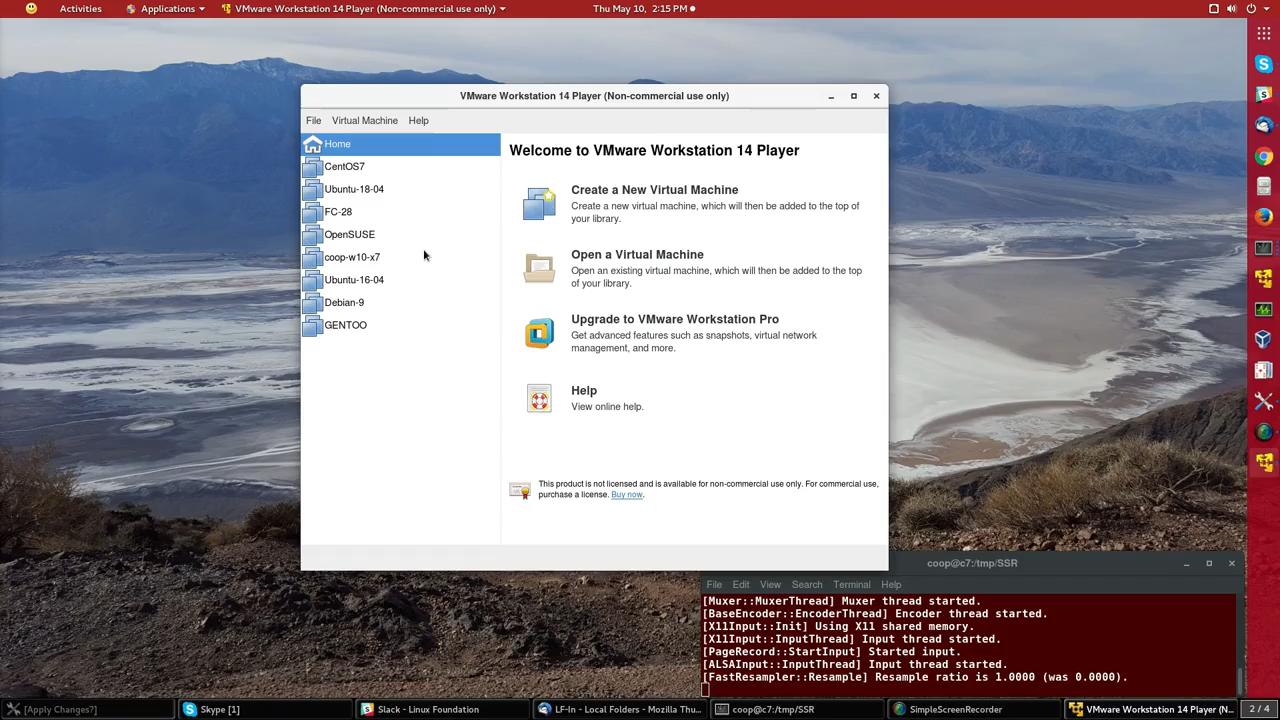 Activities
Applications
VMware Workstation 14 Player (Non-commercial use only)
Thu May 10, 2:15 PM
VMware Workstation 14 Player (Non-commercial use only)
File Virtual Machine Help
Home
CentOS7
Ubuntu-18-04
FC-28
OpenSUSE
coop-w10-x7
Ubuntu-16-04
Debian-9
GENTOO
Welcome to VMware Workstation 14 Player
Create a New Virtual Machine
Create a new virtual machine, which will then be added to the top of
your library.
Open a Virtual Machine
Open an existing virtual machine, which will then be added to the top
of your library.
Upgrade to VMware Workstation Pro
Get advanced features such as snapshots, virtual network
management, and more.
Help
View online help.
This product is not licensed and is available for non-commercial use only. For commercial use,
purchase a license. Buy now.
coop@c7:/tmp/SSR
File Edit View Search Terminal Help
[Muxer::MuxerThread] Muxer thread started.
[BaseEncoder::EncoderThread] Encoder thread started.
[X11Input::Init] Using X11 shared memory.
[X11Input::InputThread] Input thread started.
[PageRecord::StartInput] Started input.
[ALSAInput::InputThread] Input thread started.
[FastResampler::Resample] Resample ratio is 1.0000 (was 0.0000).
[Apply Changes?]
Skype [1]
Slack - Linux Foundation
LF-In - Local Folders - Mozilla Thu...
coop@c7:/tmp/SSR
SimpleScreenRecorder
VMware Workstation 14 Player (N...
2 / 4